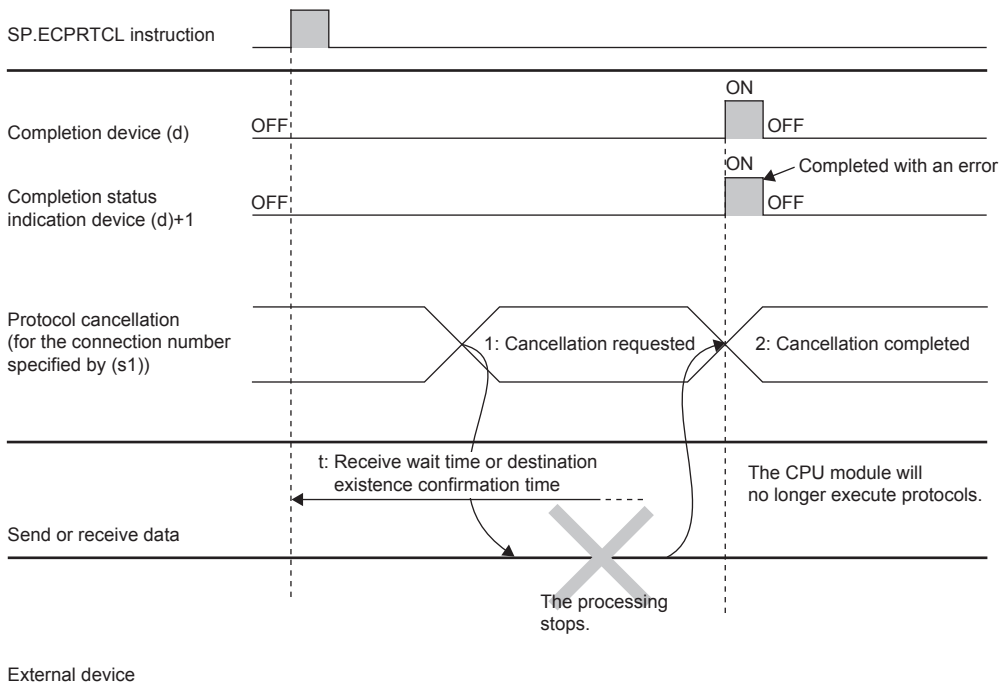 SP.ECPRTCL instruction
ON
Completion device (d)
OFF
OFF
ON
Completed with an error
Completion status
indication device (d)+1
OFF
OFF
Protocol cancellation
(for the connection number
specified by (s1))
1: Cancellation requested
2: Cancellation completed
t: Receive wait time or destination
existence confirmation time
The CPU module will
no longer execute protocols.
Send or receive data
The processing
stops.
External device